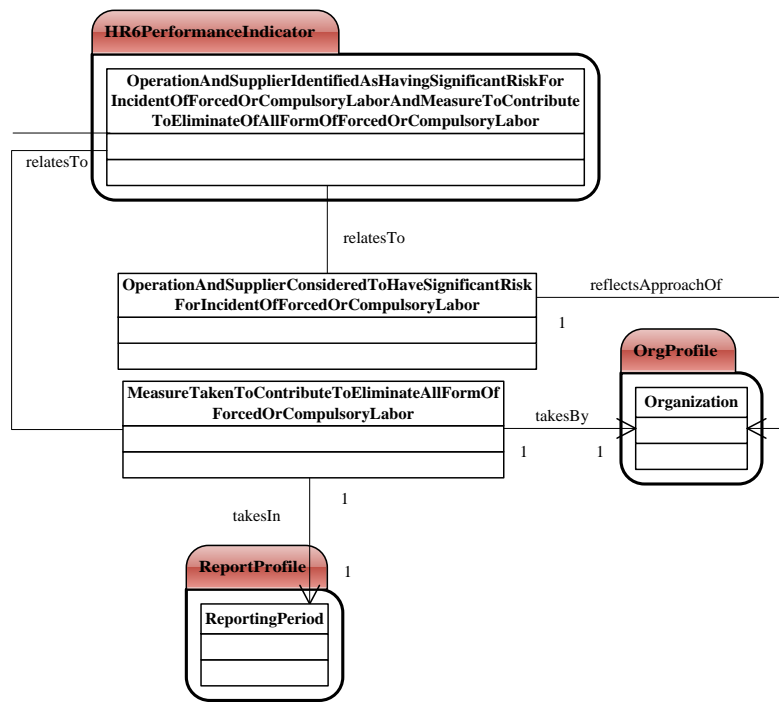 HR6PerformanceIndicator
OperationAndSupplierIdentifiedAsHavingSignificantRiskFor
IncidentOfForcedOrCompulsoryLaborAndMeasureToContribute
ToEliminateOfAllFormOfForcedOrCompulsoryLabor
relatesTo
relatesTo
OperationAndSupplierConsideredToHaveSignificantRisk
ForIncidentOfForcedOrCompulsoryLabor
reflectsApproachOf
1
OrgProfile
Organization
MeasureTakenToContributeToEliminateAllFormOf
ForcedOrCompulsoryLabor
takesBy
1
1
takesIn
1
1
ReportProfile
ReportingPeriod